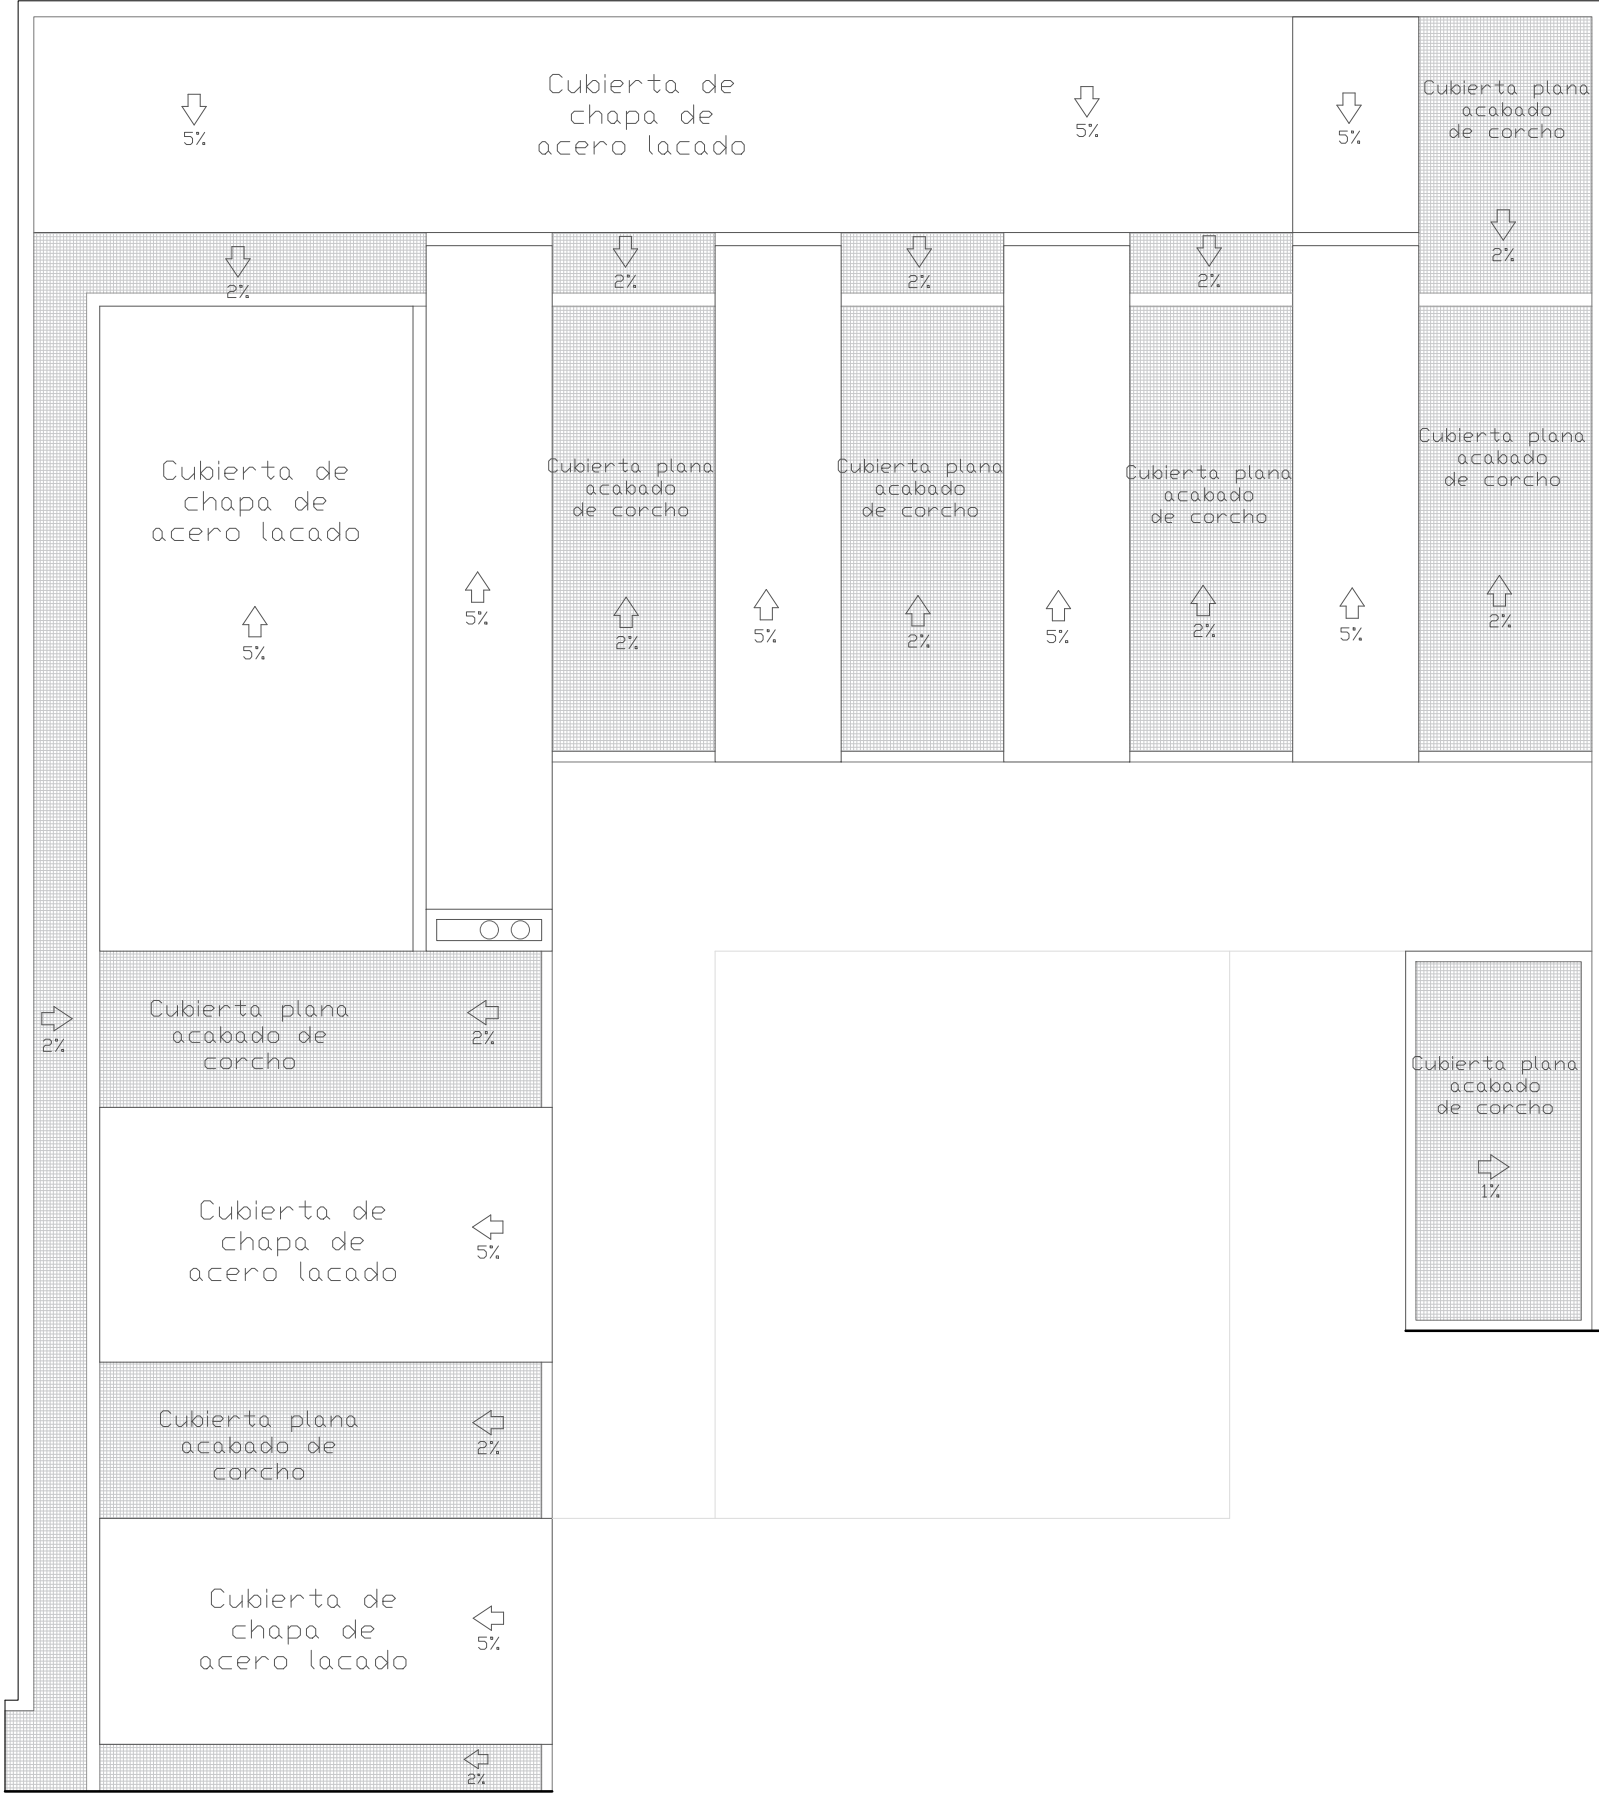 Cubierta de
chapa de
acero lacado
5%
5%
5%
Cubierta plana
acabado
de corcho
2%
2%
2%
2%
2%
Cubierta de
chapa de
acero lacado
5%
5%
Cubierta plana
acabado
de corcho
2%
5%
Cubierta plana
acabado
de corcho
2%
5%
Cubierta plana
acabado
de corcho
2%
5%
Cubierta plana
acabado
de corcho
2%
2%
Cubierta plana
acabado de
corcho
2%
Cubierta plana
acabado
de corcho
1%
Cubierta de
chapa de
acero lacado
5%
Cubierta plana
acabado de
corcho
2%
Cubierta de
chapa de
acero lacado
5%
2%